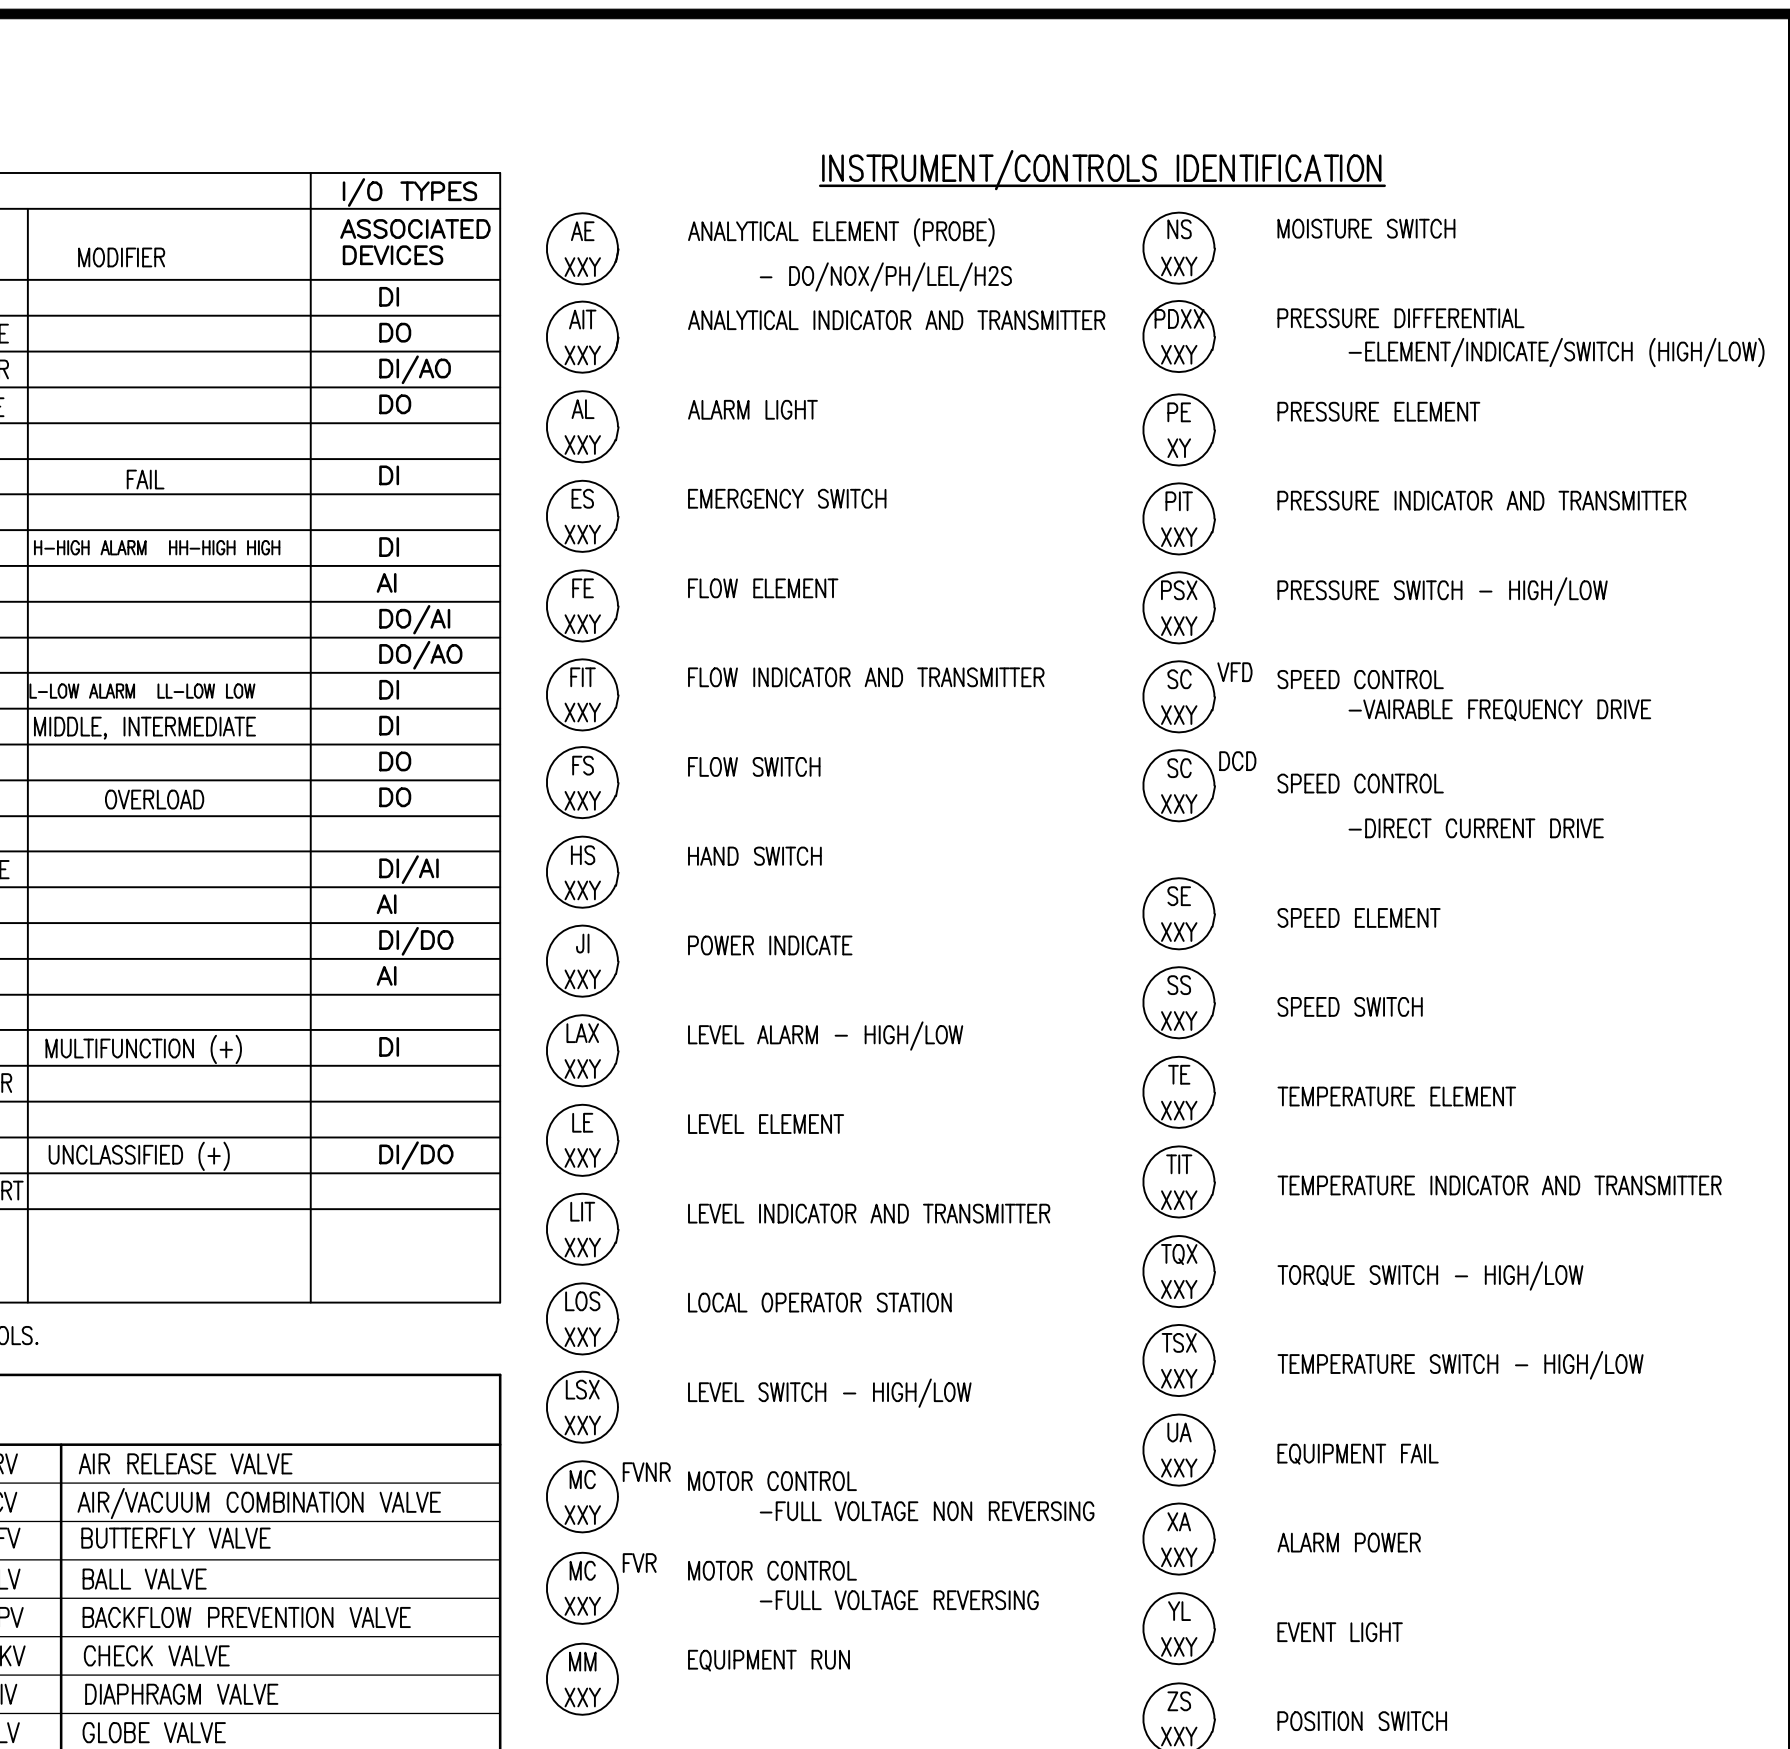 INSTRUMENT/CONTROLS IDENTIFICATION
I/O TYPES
MODIFIER
ASSOCIATED
DEVICES
DI
E
DO
R
DI/AO
E
DO
FAIL
DI
H-HIGH ALARM HH-HIGH HIGH
DI
AI
DO/AI
DO/AO
L-LOW ALARM LL-LOW LOW
DI
MIDDLE, INTERMEDIATE
DI
DO
OVERLOAD
DO
E
DI/AI
AI
DI/DO
AI
MULTIFUNCTION (+)
DI
R
UNCLASSIFIED (+)
DI/DO
RT
OLS.
RV
AIR RELEASE VALVE
CV
AIR/VACUUM COMBINATION VALVE
FV
BUTTERFLY VALVE
LV
BALL VALVE
PV
BACKFLOW PREVENTION VALVE
KV
CHECK VALVE
IV
DIAPHRAGM VALVE
LV
GLOBE VALVE
AE
XXY
ANALYTICAL ELEMENT (PROBE)
- DO/NOX/PH/LEL/H2S
AIT
XXY
ANALYTICAL INDICATOR AND TRANSMITTER
AL
XXY
ALARM LIGHT
ES
XXY
EMERGENCY SWITCH
FE
XXY
FLOW ELEMENT
FIT
XXY
FLOW INDICATOR AND TRANSMITTER
FS
XXY
FLOW SWITCH
HS
XXY
HAND SWITCH
JI
XXY
POWER INDICATE
LAX
XXY
LEVEL ALARM - HIGH/LOW
LE
XXY
LEVEL ELEMENT
LIT
XXY
LEVEL INDICATOR AND TRANSMITTER
LOS
XXY
LOCAL OPERATOR STATION
LSX
XXY
LEVEL SWITCH - HIGH/LOW
MC
XXY
FVNR
MOTOR CONTROL
-FULL VOLTAGE NON REVERSING
MC
XXY
FVR
MOTOR CONTROL
-FULL VOLTAGE REVERSING
MM
XXY
EQUIPMENT RUN
NS
XXY
MOISTURE SWITCH
PDXX
XXY
PRESSURE DIFFERENTIAL
-ELEMENT/INDICATE/SWITCH (HIGH/LOW)
PE
XY
PRESSURE ELEMENT
PIT
XXY
PRESSURE INDICATOR AND TRANSMITTER
PSX
XXY
PRESSURE SWITCH - HIGH/LOW
SC
XXY
VFD
SPEED CONTROL
-VAIRABLE FREQUENCY DRIVE
SC
XXY
DCD
SPEED CONTROL
-DIRECT CURRENT DRIVE
SE
XXY
SPEED ELEMENT
SS
XXY
SPEED SWITCH
TE
XXY
TEMPERATURE ELEMENT
TIT
XXY
TEMPERATURE INDICATOR AND TRANSMITTER
TQX
XXY
TORQUE SWITCH - HIGH/LOW
TSX
XXY
TEMPERATURE SWITCH - HIGH/LOW
UA
XXY
EQUIPMENT FAIL
XA
XXY
ALARM POWER
YL
XXY
EVENT LIGHT
ZS
XXY
POSITION SWITCH